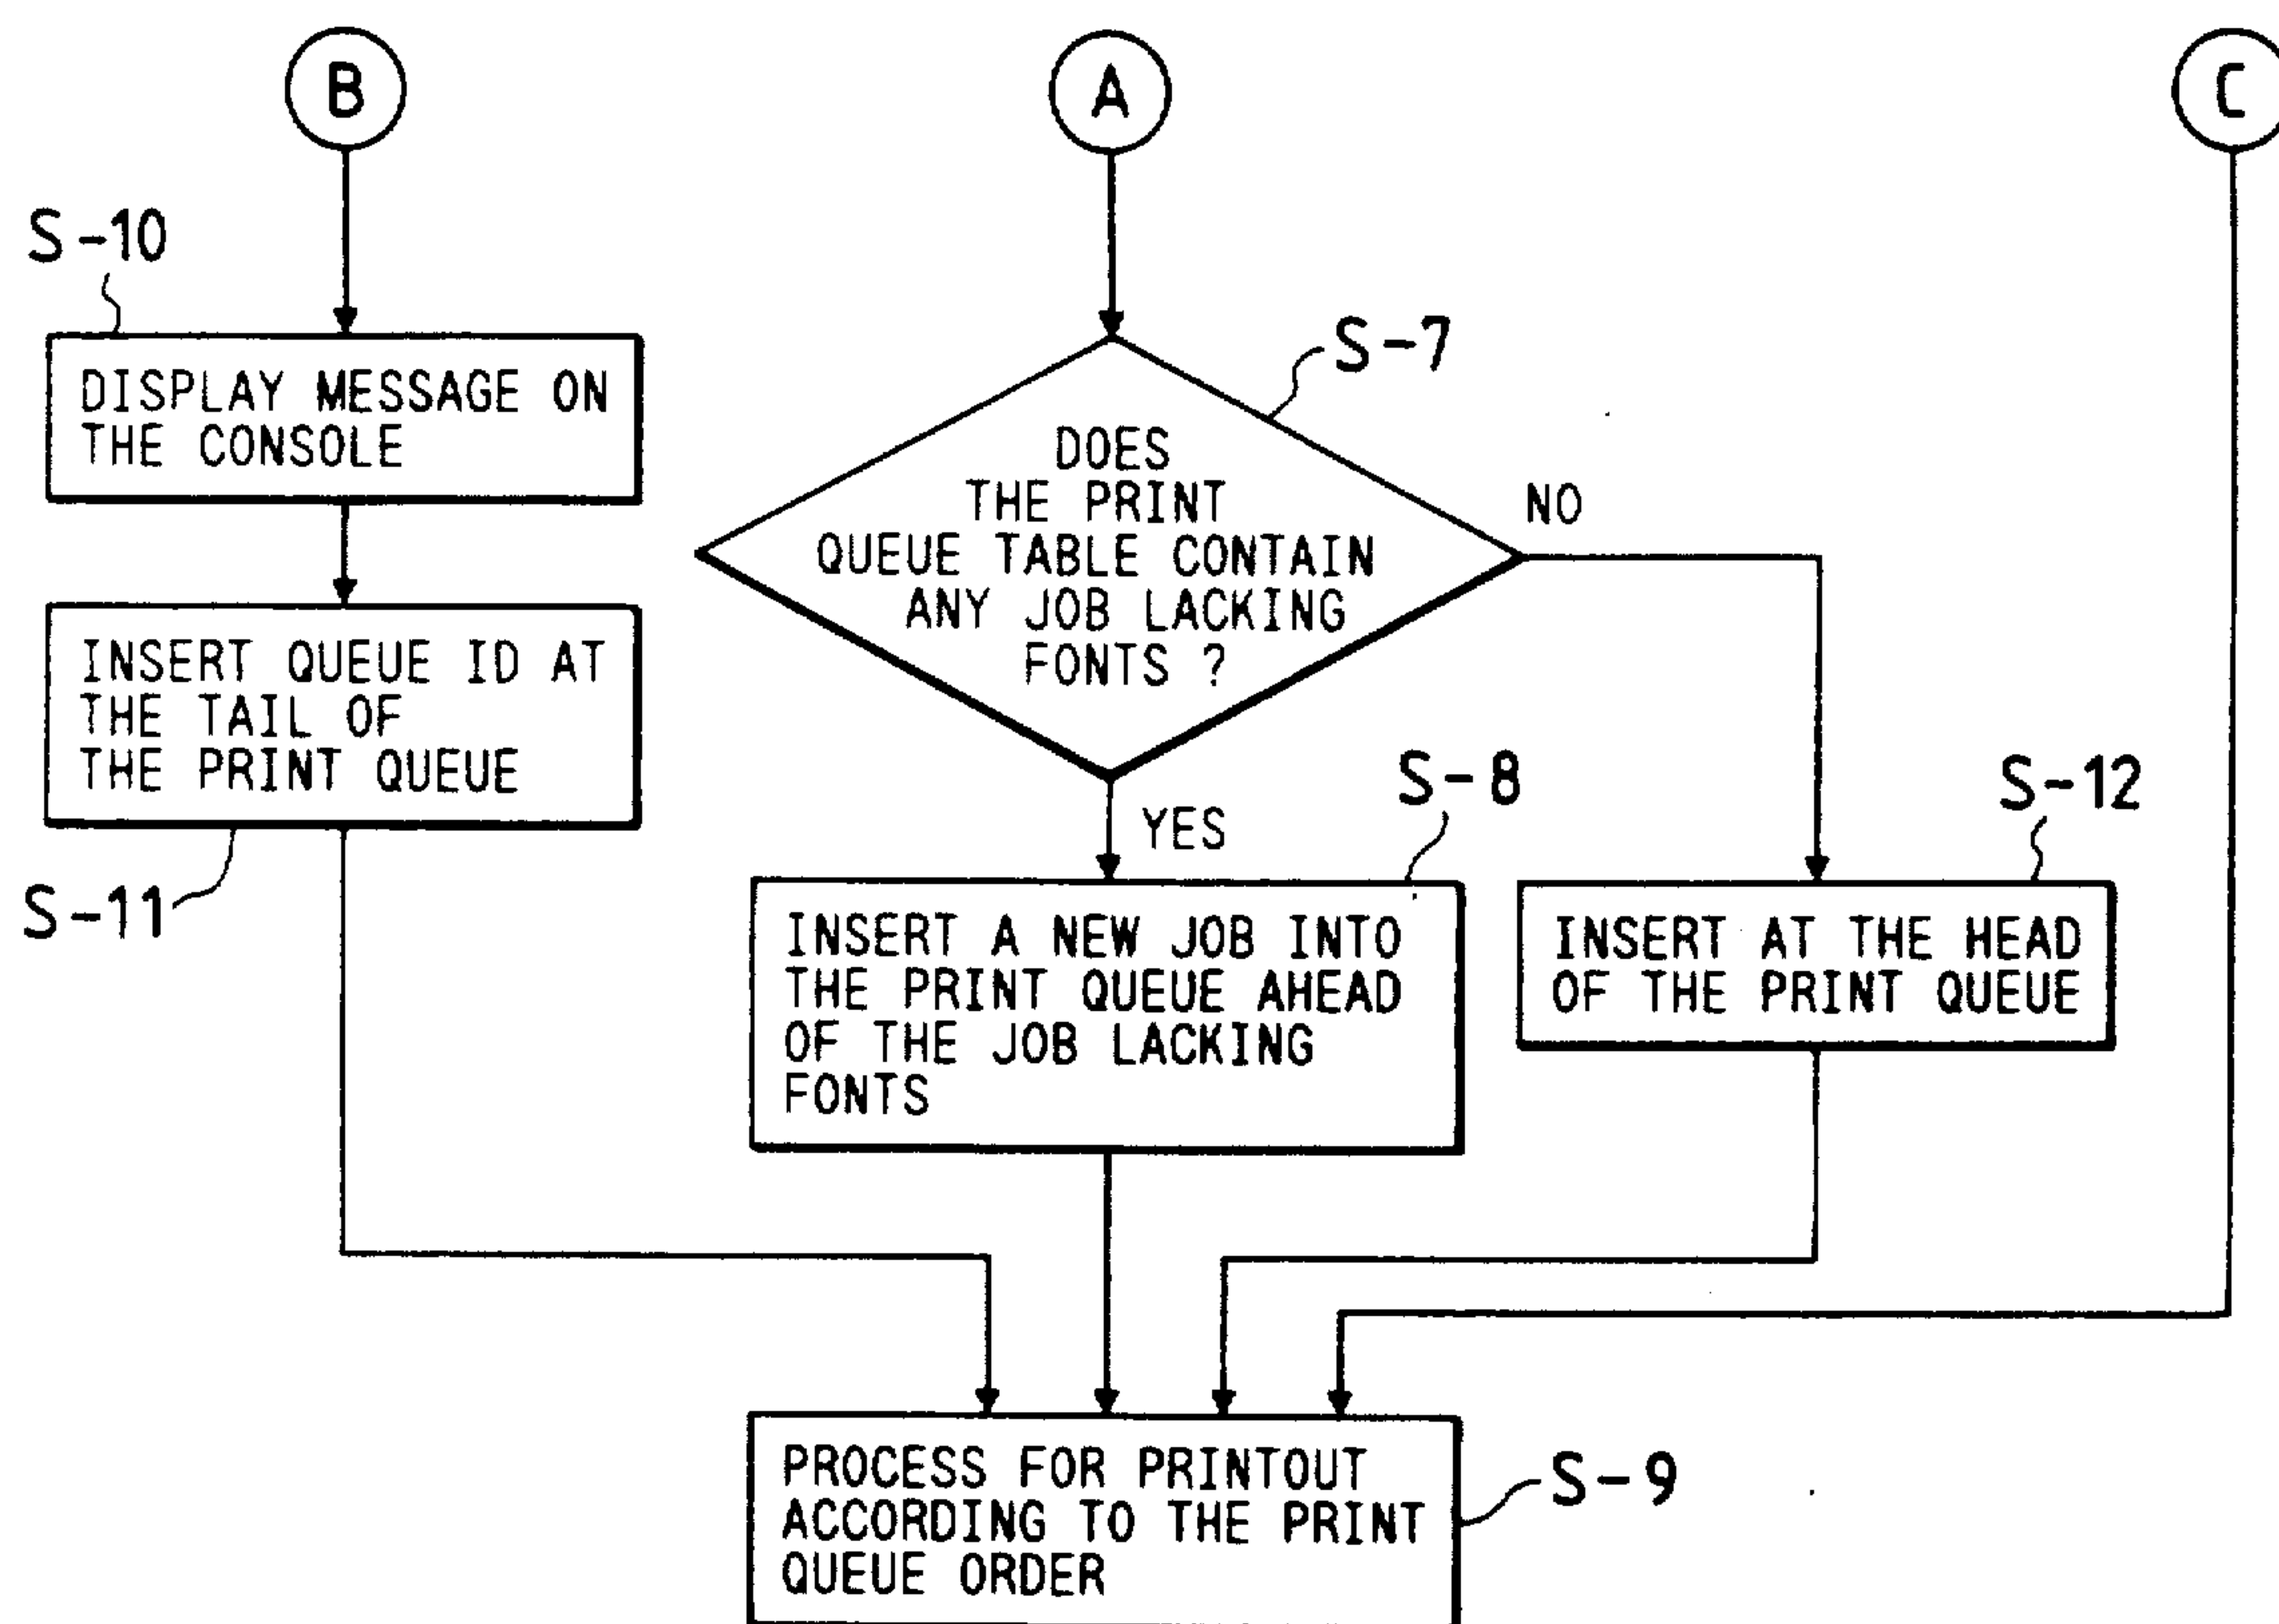 B
A
C
S-10
DISPLAY MESSAGE ON
THE CONSOLE
S-7
DOES
THE PRINT
QUEUE TABLE CONTAIN
ANY JOB LACKING
FONTS ?
NO
YES
INSERT QUEUE ID AT
THE TAIL OF
THE PRINT QUEUE
S-11
S-8
INSERT A NEW JOB INTO
THE PRINT QUEUE AHEAD
OF THE JOB LACKING
FONTS
S-12
INSERT AT THE HEAD
OF THE PRINT QUEUE
PROCESS FOR PRINTOUT
ACCORDING TO THE PRINT
QUEUE ORDER
S-9